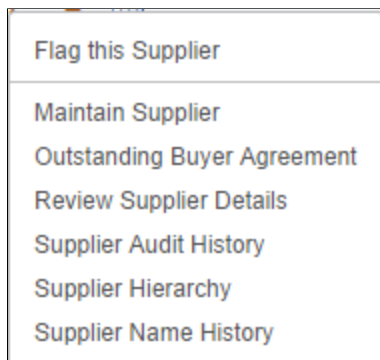 Flag this Supplier
Maintain Supplier
Outstanding Buyer Agreement
Review Supplier Details
Supplier Audit History
Supplier Hierarchy
Supplier Name History